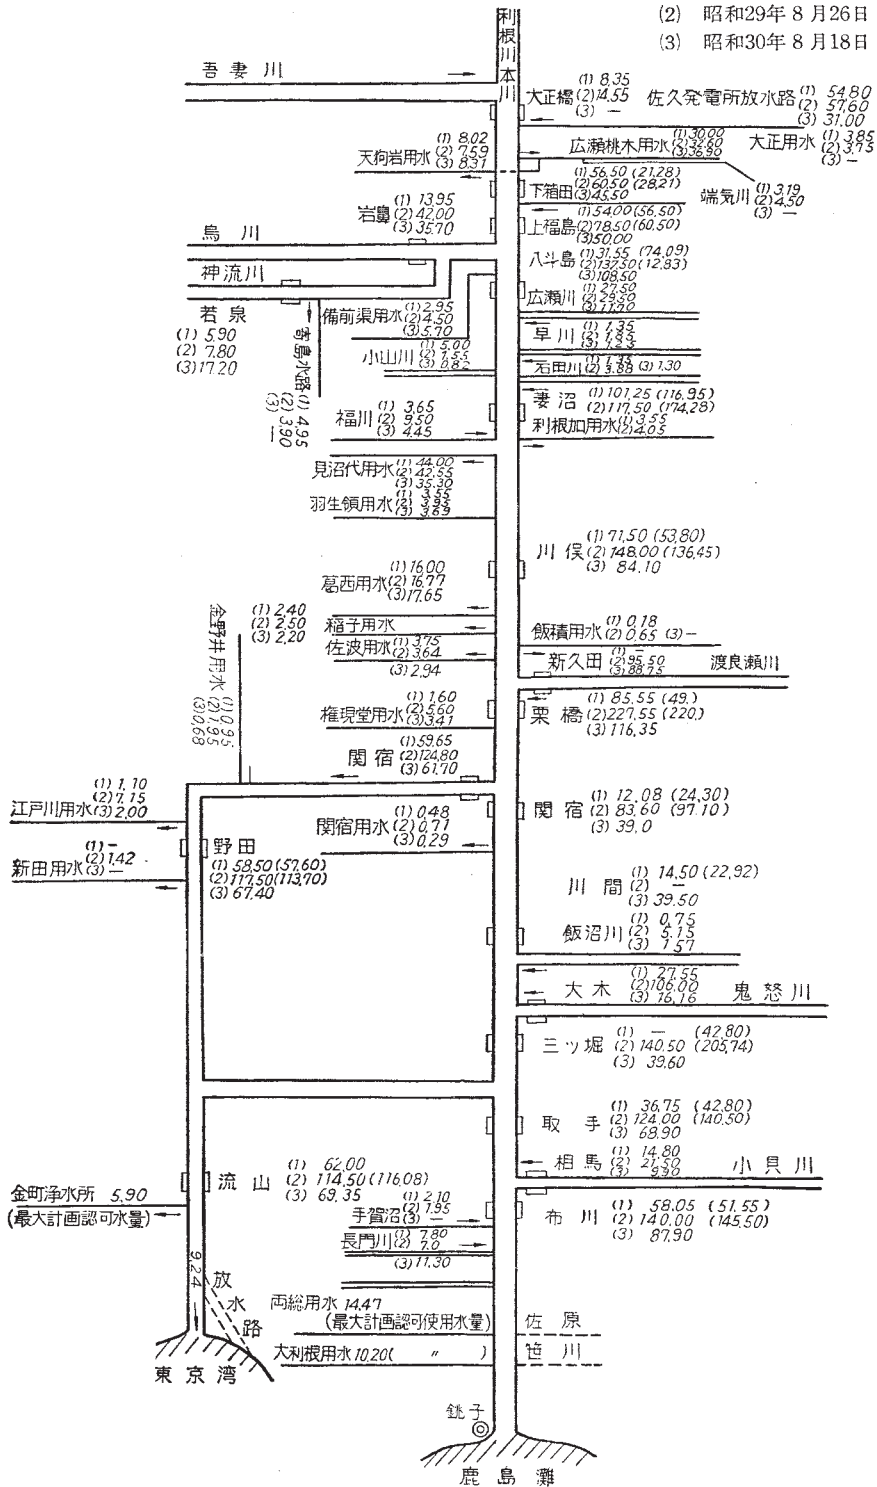 (2) 昭和29年8月26日
(3) 昭和30年8月18日
利根川本川
吾妻川
大正橋 (1) 8,35
(2) 14,55
(3) —
佐久発電所放水路 (1) 54,80
(2) 57,60
(3) 31,00
天狗岩用水 (1) 8,02
(2) 7,59
(3) 8,31
広瀬桃木用水 (1) 30,00
(2) 32,60
(3) 36,90
大正用水 (1) 3,85
(2) 3,75
(3) —
下箱田 (1) 56,50 (21,28)
(2) 60,50 (28,21)
(3) 45,50
端気川 (1) 3,19
(2) 4,50
(3) —
岩鼻 (1) 13,95
(2) 42,00
(3) 35,70
上福島 (1) 54,00 (56,50)
(2) 78,50 (60,50)
(3) 50,00
烏川
八斗島 (1) 31,55 (74,09)
(2) 137,50 (12,83)
(3) 108,50
神流川
広瀬川 (1) 27,50
(2) 29,50
若泉
(1) 5,90
(2) 7,80
(3) 17,20
寄島水路 (1) 4,95
(2) 3,90
(3) —
備前渠用水 (1) 2,95
(2) 4,50
(3) 5,70
早川 (1) 1,35
(2) 1,85
(3) 1,23
小山川 (1) 5,00
(2) 1,55
(3) 0,82
石田川 (1) 1,35
(2) 3,88 (3) 1,30
福川 (1) 3,65
(2) 9,50
(3) 4,45
妻沼 (1) 101,25 (116,95)
(2) 117,50 (174,28)
利根加用水 (1) 3,55
(2) 4,05
見沼代用水 (1) 44,00
(2) 42,55
(3) 35,30
羽生領用水 (1) 3,55
(2) 3,93
(3) 3,69
川俣 (1) 71,50 (53,80)
(2) 148,00 (136,45)
(3) 84,10
葛西用水 (1) 16,00
(2) 16,77
(3) 17,65
稲子用水
(1) 2,40
(2) 2,50
(3) 2,20
金野井用水 (1) 0,95
(2) 1,95
(3) 0,68
佐波用水 (1) 3,75
(2) 3,64
(3) 2,94
飯積用水 (1) 0,18
(2) 0,65 (3) —
新久田 (1) —
(2) 95,50
(3) 88,75
渡良瀬川
権現堂用水 (1) 1,60
(2) 5,60
(3) 3,41
栗橋 (1) 85,55 (49,)
(2) 227,55 (220,)
(3) 116,35
関宿 (1) 59,65
(2) 124,80
(3) 61,70
江戸川用水 (1) 1,10
(2) 7,15
(3) 2,00
新田用水 (1) —
(2) 1,42
(3) —
野田
(1) 58,50 (57,60)
(2) 117,50 (113,70)
(3) 67,40
関宿用水 (1) 0,48
(2) 0,71
(3) 0,29
関宿 (1) 12,08 (24,30)
(2) 83,60 (97,10)
(3) 39,0
川間 (1) 14,50 (22,92)
(2) —
(3) 39,50
飯沼川 (1) 0,75
(2) 5,15
(3) 1,57
大木 (1) 27,55
(2) 106,00
(3) 16,16
鬼怒川
三ッ堀 (1) — (42,80)
(2) 140,50 (205,74)
(3) 39,60
取手 (1) 36,75 (42,80)
(2) 124,00 (140,50)
(3) 68,90
相馬 (1) 14,80
(2) 21,50
(3) 9,90
小貝川
流山 (1) 62,00
(2) 114,50 (116,08)
(3) 69,35
金町浄水所 5,90
(最大計画認可水量)
手賀沼 (1) 2,10
(2) 1,95
(3) —
布川 (1) 58,05 (51,55)
(2) 140,00 (145,50)
(3) 87,90
長門川 (1) 7,80
(2) 7,0
(3) 11,30
9,24
放水路
両総用水 14,47
(最大計画認可使用水量)
佐原
大利根用水 10,20 ( 〃 )
笹川
東京湾
銚子
鹿島灘